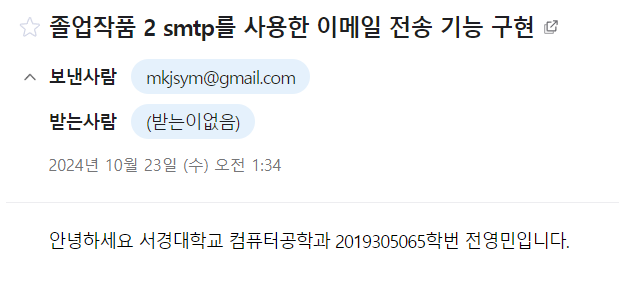 졸업작품 2 smtp를 사용한 이메일 전송 기능 구현
보낸사람 mkjsym@gmail.com
받는사람 (받는이없음)
2024년 10월 23일 (수) 오전 1:34
안녕하세요 서경대학교 컴퓨터공학과 2019305065학번 전영민입니다.